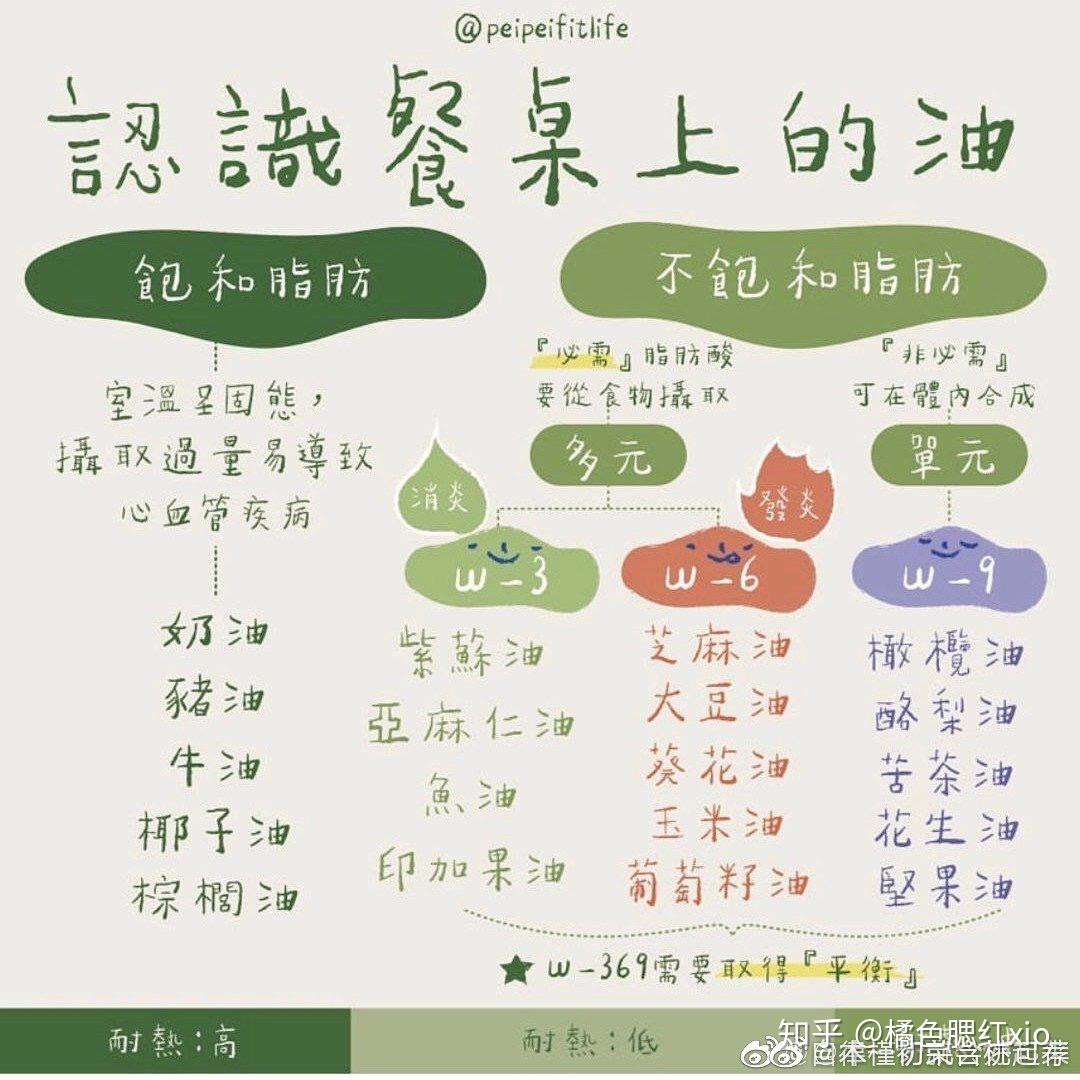 @peipeifitlife
認識餐桌上的油
飽和脂肪
室溫呈固態，
攝取過量易導致
心血管疾病
奶油
豬油
牛油
椰子油
棕櫚油
不飽和脂肪
『必需』脂肪酸
要從食物攝取
多元
消炎
w-3
紫蘇油
亞麻仁油
魚油
印加果油
發炎
w-6
芝麻油
大豆油
葵花油
玉米油
葡萄籽油
『非必需』
可在體內合成
單元
w-9
橄欖油
酪梨油
苦茶油
花生油
堅果油
★ w-369需要取得『平衡』
耐熱：高
耐熱：低
知乎 @橘色腮红xio